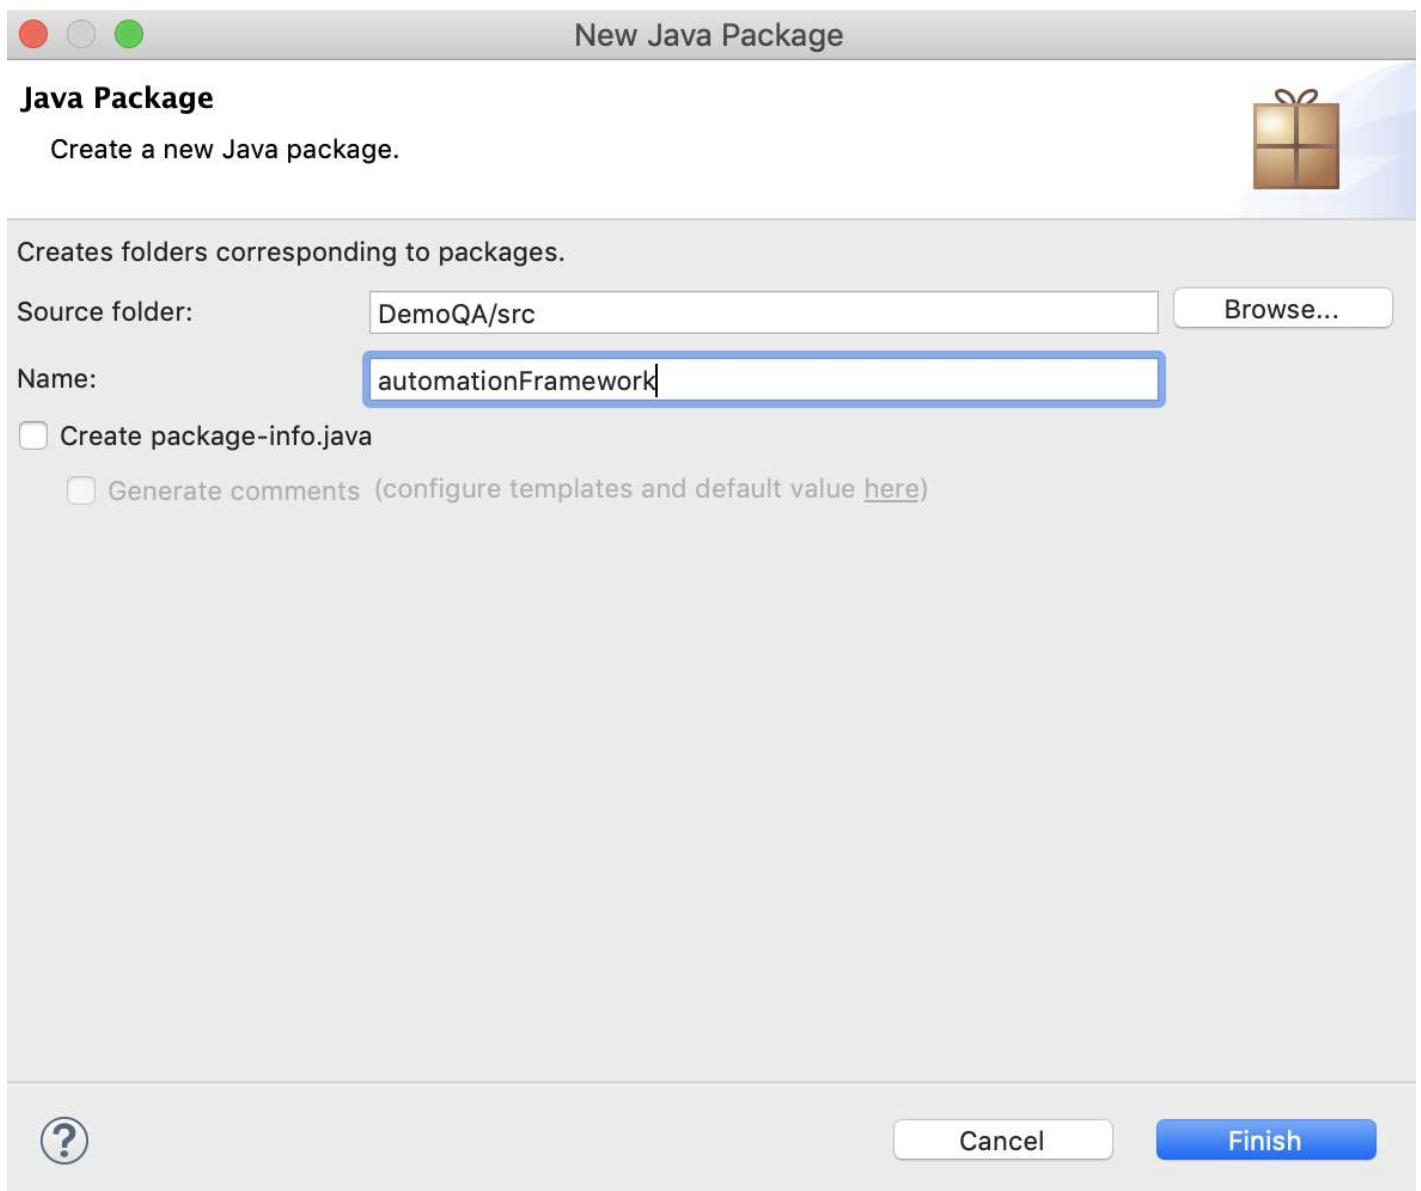 New Java Package
Java Package
Create a new Java package.
Creates folders corresponding to packages.
Source folder: DemoQA/src Browse...
Name: automationFramework
Create package-info.java
Generate comments (configure templates and default value here)
? Cancel Finish